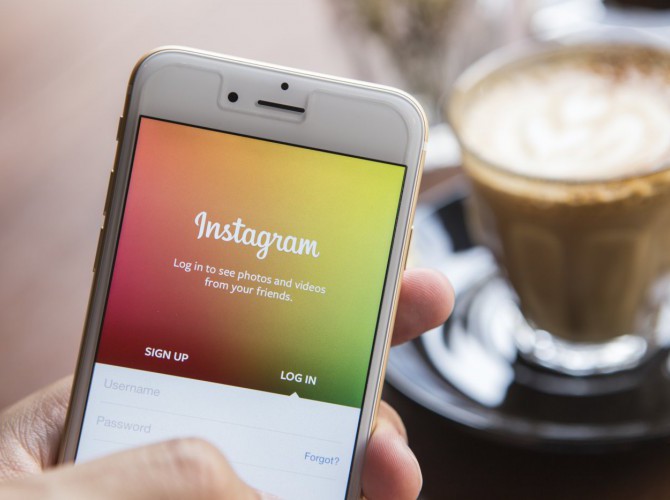 Instagram
Log in to see photos and videos
from your friends.
SIGN UP
LOG IN
Username
Password
Forgot?